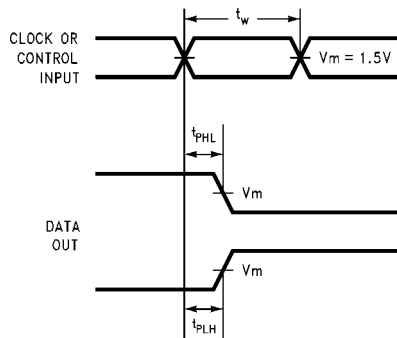 t_w
CLOCK OR
CONTROL
INPUT
Vm = 1.5V
t_PHL
Vm
DATA
OUT
Vm
t_PLH